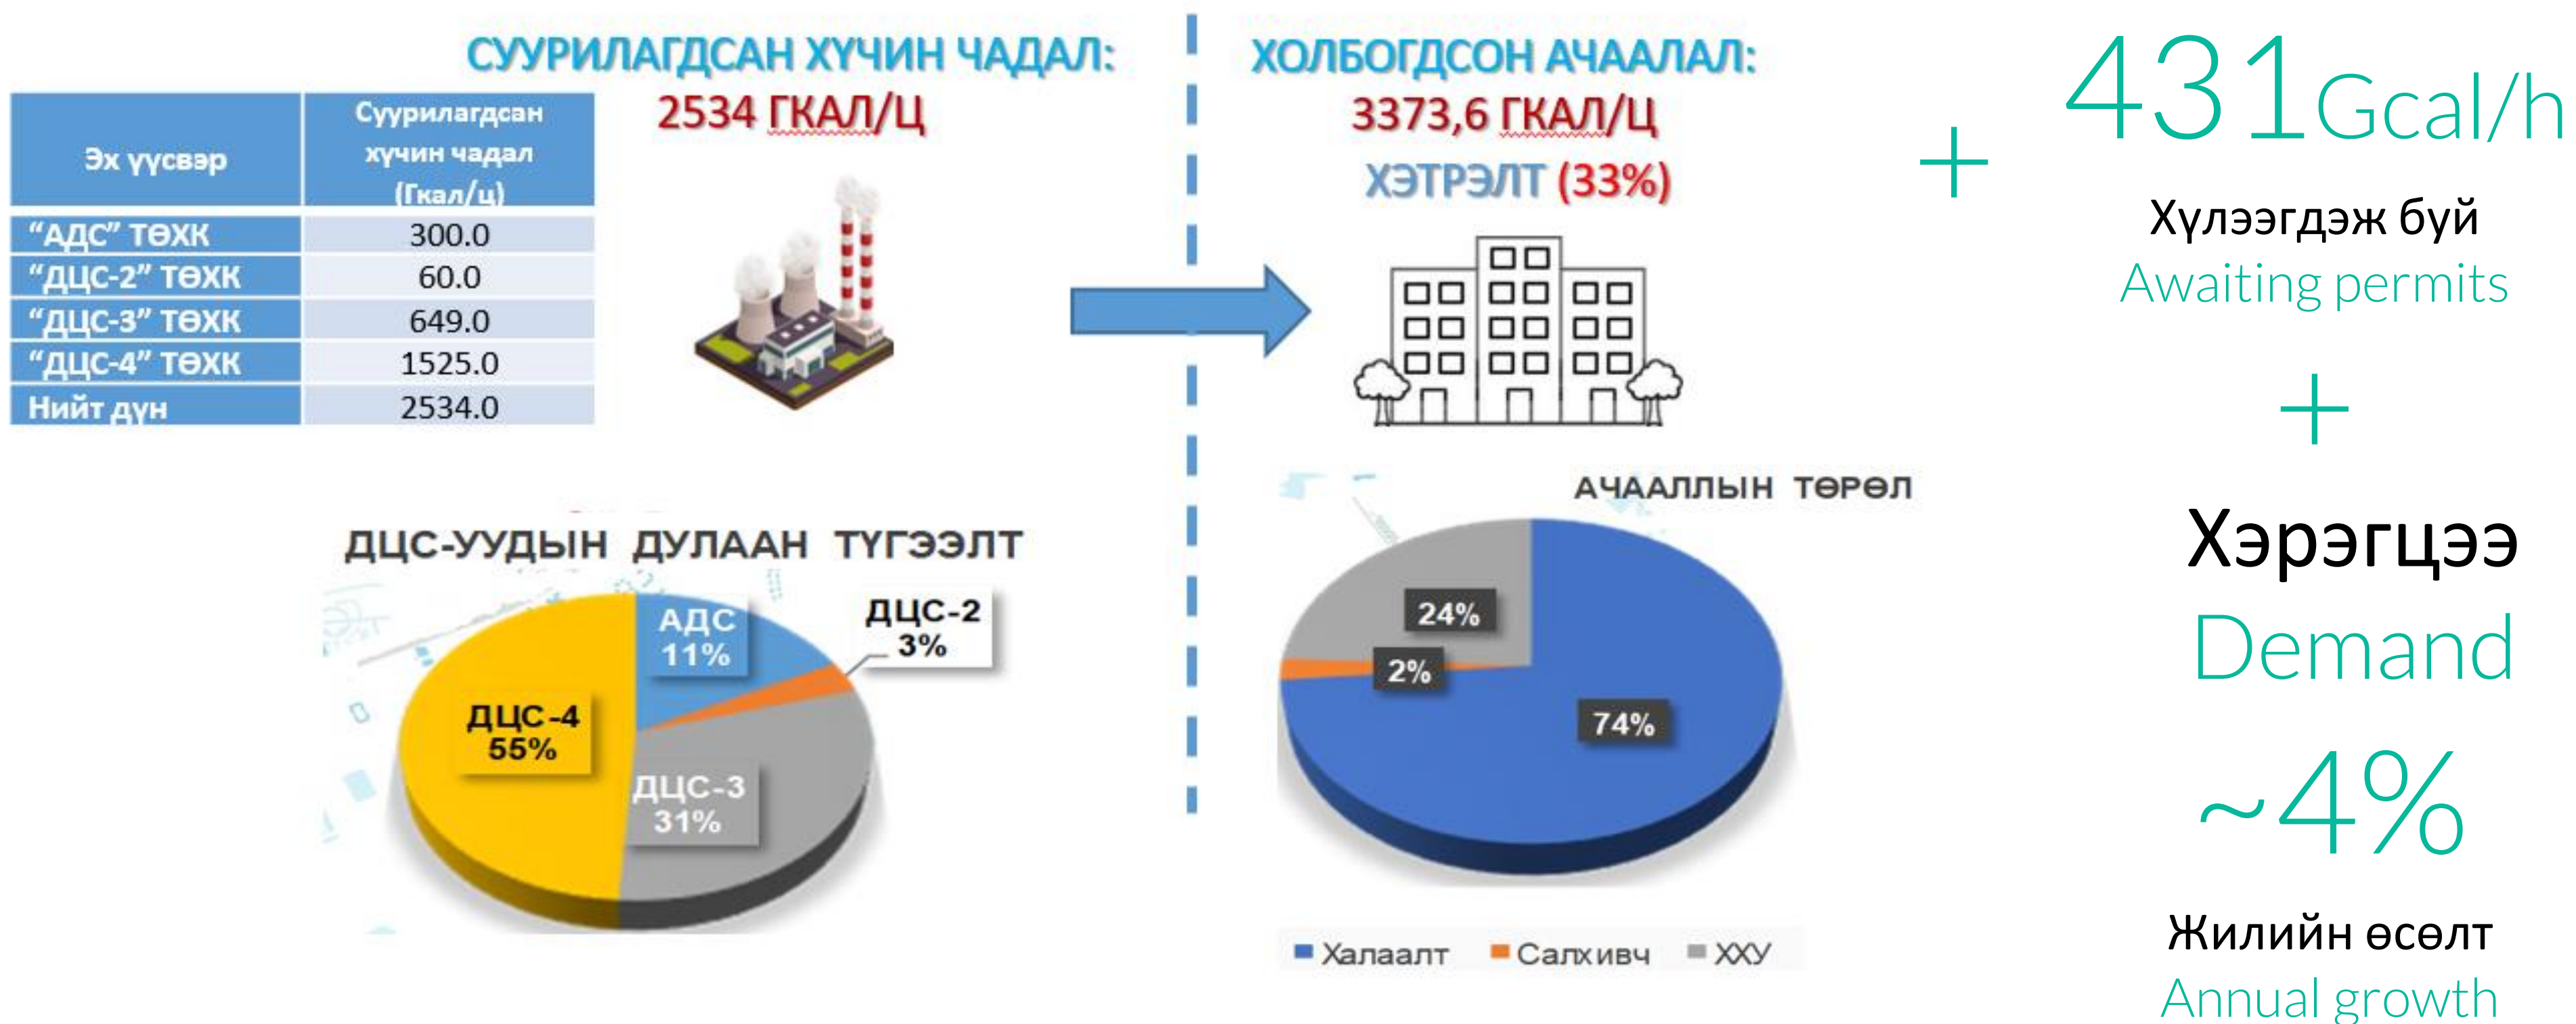 СУУРИЛАГДСАН ХҮЧИН ЧАДАЛ:
2534 ГКАЛ/Ц
Эх үүсвэр
Суурилагдсан
хүчин чадал
(Гкал/ц)
“АДС” ТӨХК 300.0
“ДЦС-2” ТӨХК 60.0
“ДЦС-3” ТӨХК 649.0
“ДЦС-4” ТӨХК 1525.0
Нийт дүн 2534.0
ДЦС-УУДЫН ДУЛААН ТҮГЭЭЛТ
АДС
11%
ДЦС-2
3%
ДЦС-4
55%
ДЦС-3
31%
ХОЛБОГДСОН АЧААЛАЛ:
3373,6 ГКАЛ/Ц
ХЭТРЭЛТ (33%)
АЧААЛЛЫН ТӨРӨЛ
24%
2%
74%
Халаалт Салхивч ХХУ
+
431Gcal/h
Хүлээгдэж буй
Awaiting permits
+
Хэрэгцээ
Demand
~4%
Жилийн өсөлт
Annual growth